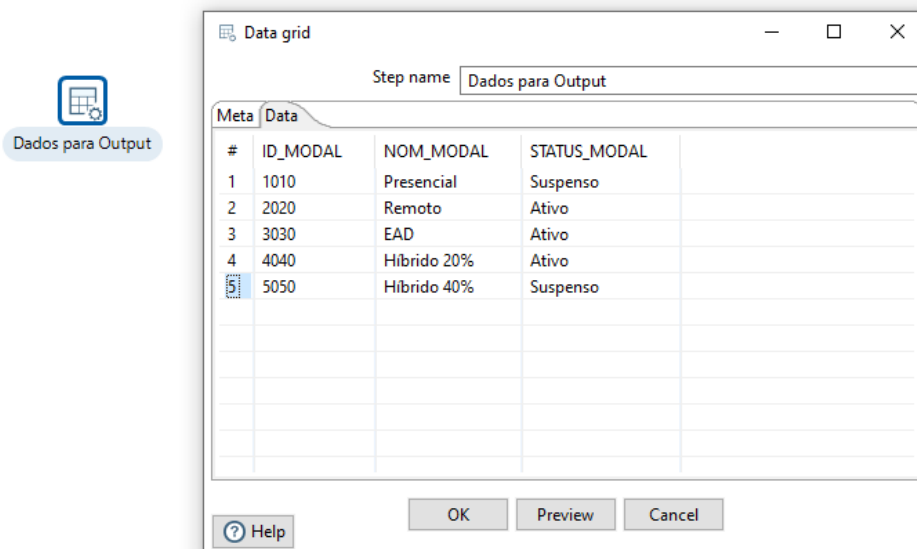 Data grid
Step name Dados para Output
Dados para Output
Meta Data
# ID_MODAL NOM_MODAL STATUS_MODAL
1 1010 Presencial Suspenso
2 2020 Remoto Ativo
3 3030 EAD Ativo
4 4040 Híbrido 20% Ativo
5 5050 Híbrido 40% Suspenso
OK Preview Cancel
Help